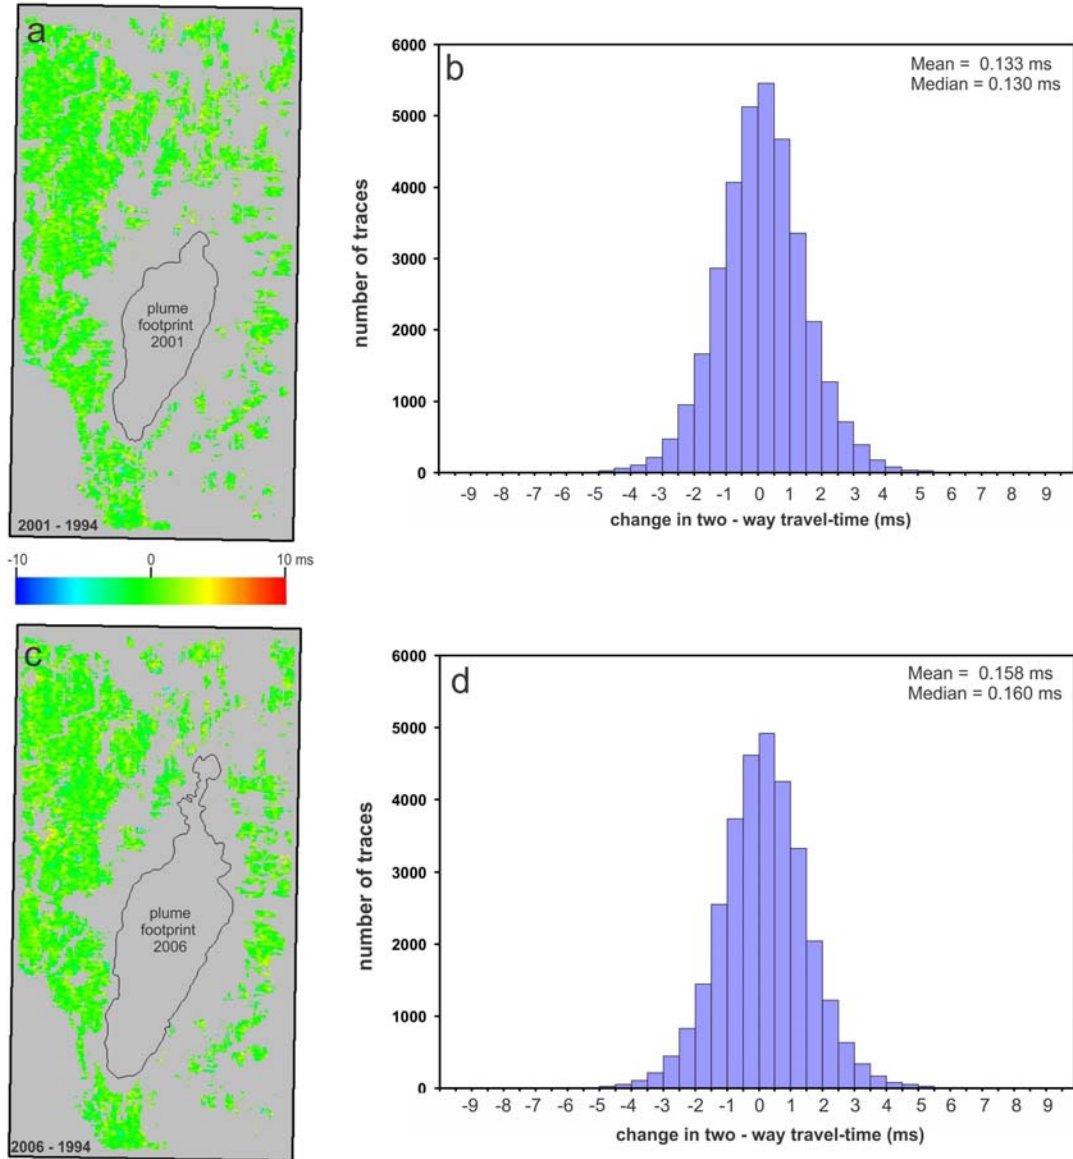 a
plume
footprint
2001
2001 - 1994
-10
0
10 ms
b
Mean = 0.133 ms
Median = 0.130 ms
number of traces
6000
5000
4000
3000
2000
1000
0
-9 -8 -7 -6 -5 -4 -3 -2 -1 0 1 2 3 4 5 6 7 8 9
change in two - way travel-time (ms)
c
plume
footprint
2006
2006 - 1994
d
Mean = 0.158 ms
Median = 0.160 ms
number of traces
6000
5000
4000
3000
2000
1000
0
-9 -8 -7 -6 -5 -4 -3 -2 -1 0 1 2 3 4 5 6 7 8 9
change in two - way travel-time (ms)